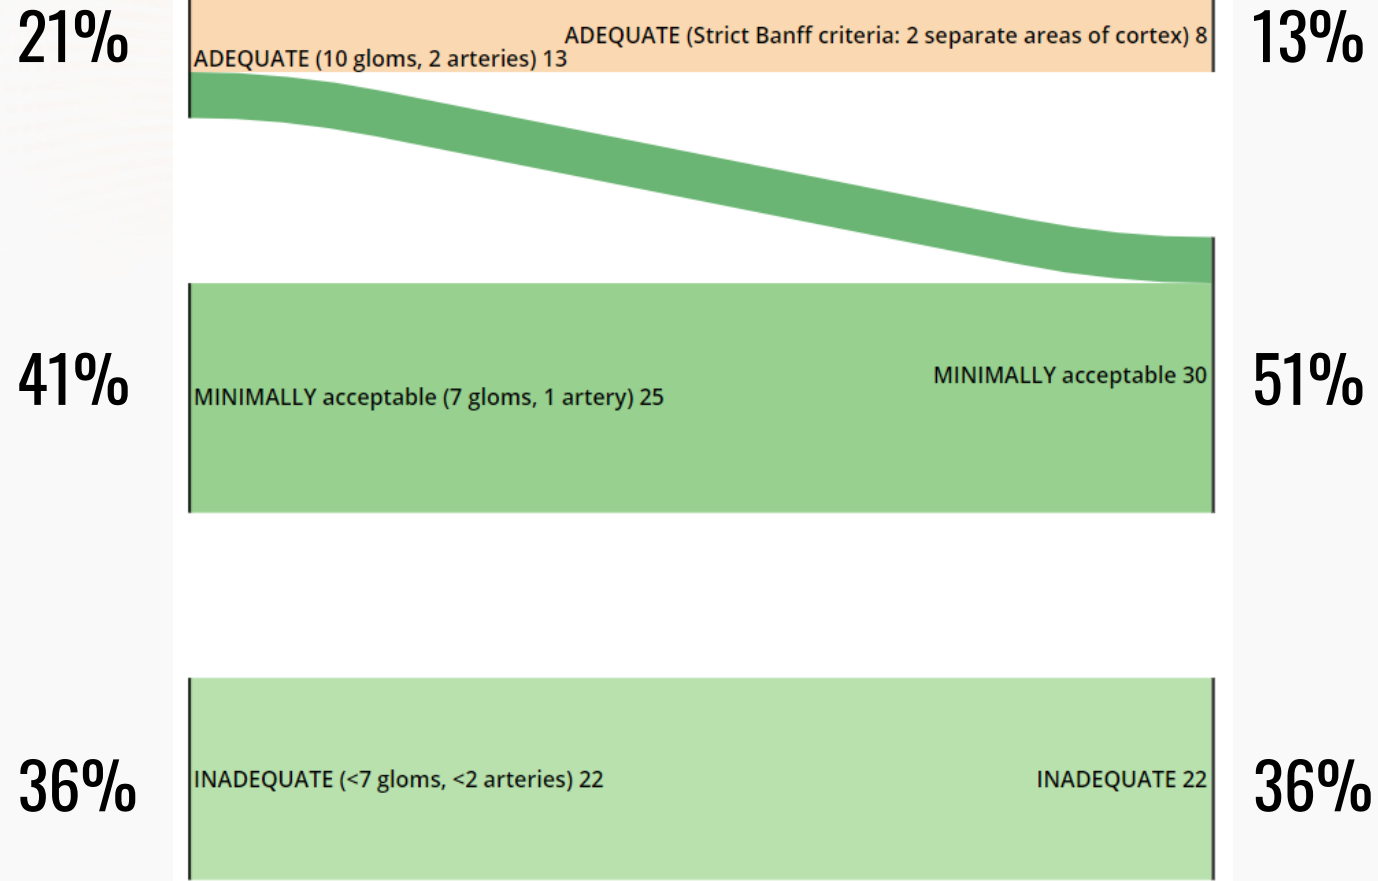 21%
ADEQUATE (Strict Banff criteria: 2 separate areas of cortex) 8
13%
ADEQUATE (10 gloms, 2 arteries) 13
41%
MINIMALLY acceptable 30
51%
MINIMALLY acceptable (7 gloms, 1 artery) 25
36%
INADEQUATE (<7 gloms, <2 arteries) 22
INADEQUATE 22
36%